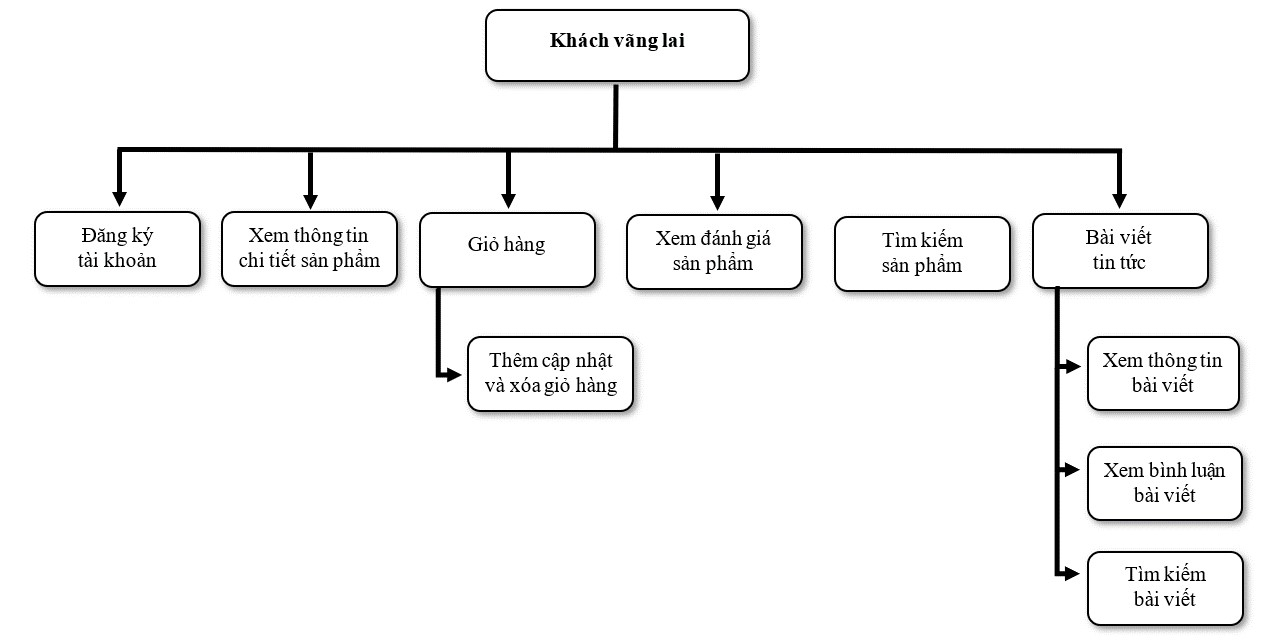 Khách vãng lai
Đăng ký
tài khoản
Xem thông tin
chi tiết sản phẩm
Giỏ hàng
Xem đánh giá
sản phẩm
Tìm kiếm
sản phẩm
Bài viết
tin tức
Thêm cập nhật
và xóa giỏ hàng
Xem thông tin
bài viết
Xem bình luận
bài viết
Tìm kiếm
bài viết